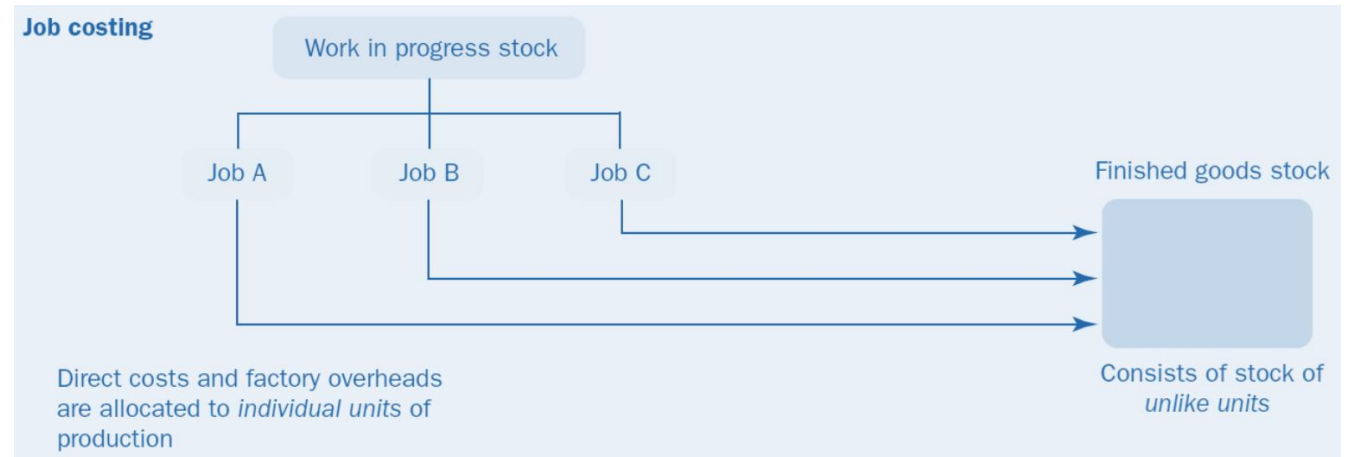 Job costing
Work in progress stock
Job A
Job B
Job C
Finished goods stock
Direct costs and factory overheads
are allocated to individual units of
production
Consists of stock of
unlike units